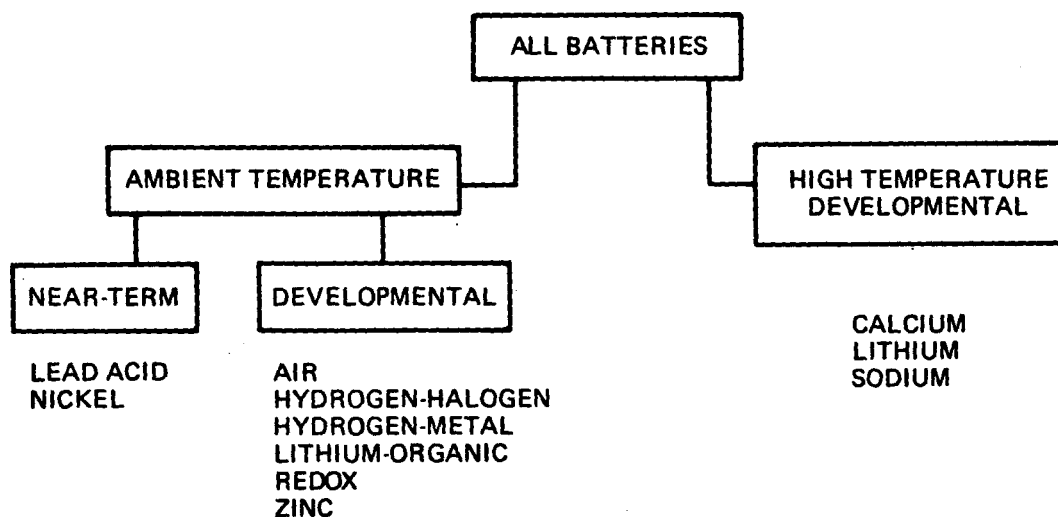 ALL BATTERIES
AMBIENT TEMPERATURE
HIGH TEMPERATURE
DEVELOPMENTAL
NEAR-TERM
DEVELOPMENTAL
LEAD ACID
NICKEL
AIR
HYDROGEN-HALOGEN
HYDROGEN-METAL
LITHIUM-ORGANIC
REDOX
ZINC
CALCIUM
LITHIUM
SODIUM